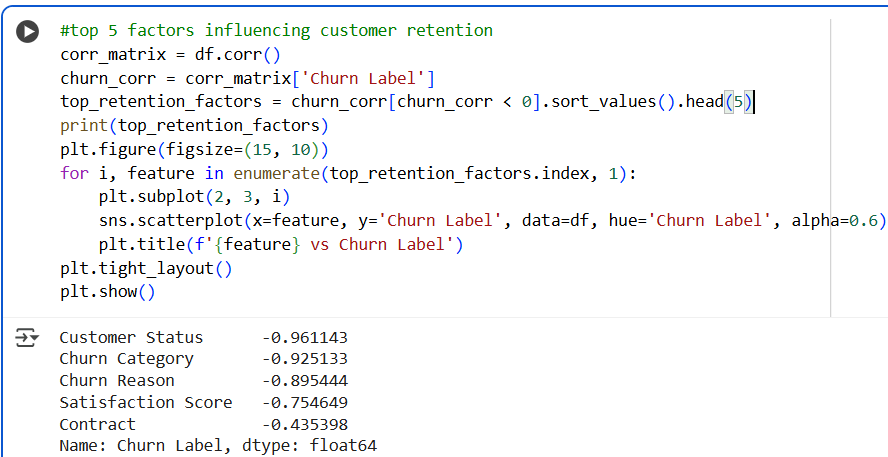 #top 5 factors influencing customer retention
corr_matrix = df.corr()
churn_corr = corr_matrix['Churn Label']
top_retention_factors = churn_corr[churn_corr < 0].sort_values().head(5)
print(top_retention_factors)
plt.figure(figsize=(15, 10))
for i, feature in enumerate(top_retention_factors.index, 1):
    plt.subplot(2, 3, i)
    sns.scatterplot(x=feature, y='Churn Label', data=df, hue='Churn Label', alpha=0.6)
    plt.title(f'{feature} vs Churn Label')
plt.tight_layout()
plt.show()
Customer Status      -0.961143
Churn Category       -0.925133
Churn Reason         -0.895444
Satisfaction Score   -0.754649
Contract             -0.435398
Name: Churn Label, dtype: float64